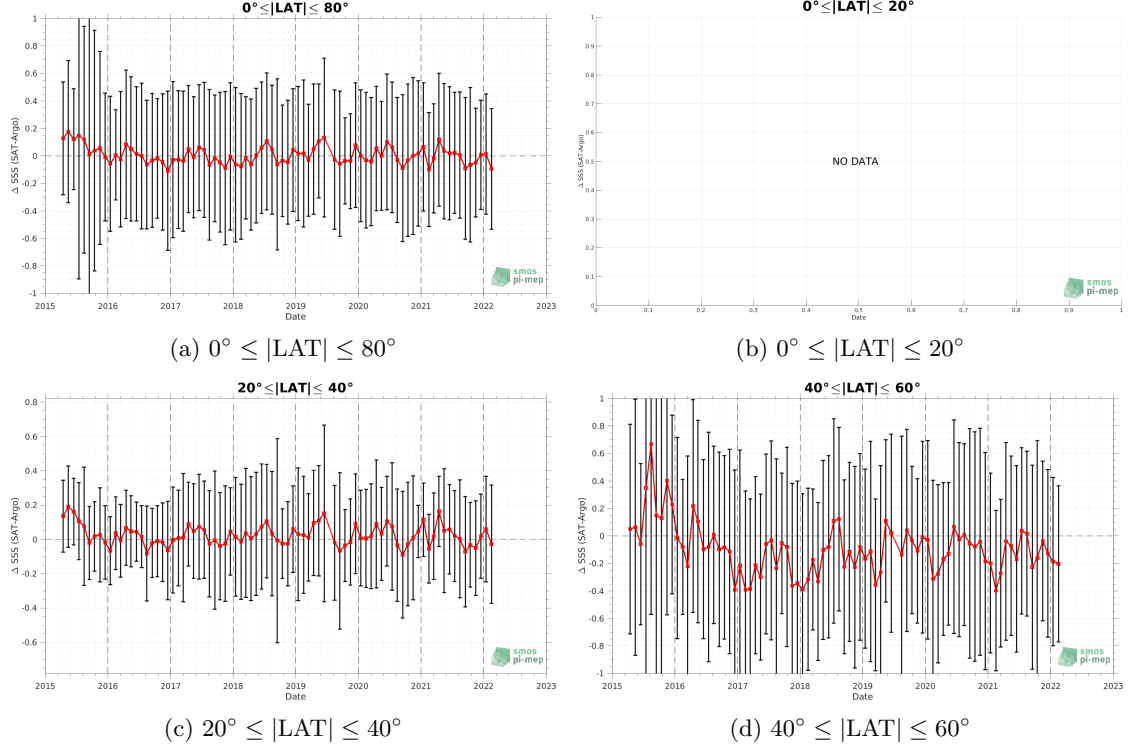 0°≤|LAT|≤ 80°
Δ SSS (SAT-Argo)
1
0.8
0.6
0.4
0.2
0
-0.2
-0.4
-0.6
-0.8
-1
2015 2016 2017 2018 2019 2020 2021 2022 2023
Date
smos
pi-mep
(a) 0° ≤ |LAT| ≤ 80°
0°≤|LAT|≤ 20°
Δ SSS (SAT-Argo)
1
0.9
0.8
0.7
0.6
0.5
0.4
0.3
0.2
0.1
0
NO DATA
0 0.1 0.2 0.3 0.4 0.5 0.6 0.7 0.8 0.9 1
Date
smos
pi-mep
(b) 0° ≤ |LAT| ≤ 20°
20°≤|LAT|≤ 40°
Δ SSS (SAT-Argo)
0.8
0.6
0.4
0.2
0
-0.2
-0.4
-0.6
2015 2016 2017 2018 2019 2020 2021 2022 2023
Date
smos
pi-mep
(c) 20° ≤ |LAT| ≤ 40°
40°≤|LAT|≤ 60°
Δ SSS (SAT-Argo)
1
0.8
0.6
0.4
0.2
0
-0.2
-0.4
-0.6
-0.8
-1
2015 2016 2017 2018 2019 2020 2021 2022 2023
Date
smos
pi-mep
(d) 40° ≤ |LAT| ≤ 60°